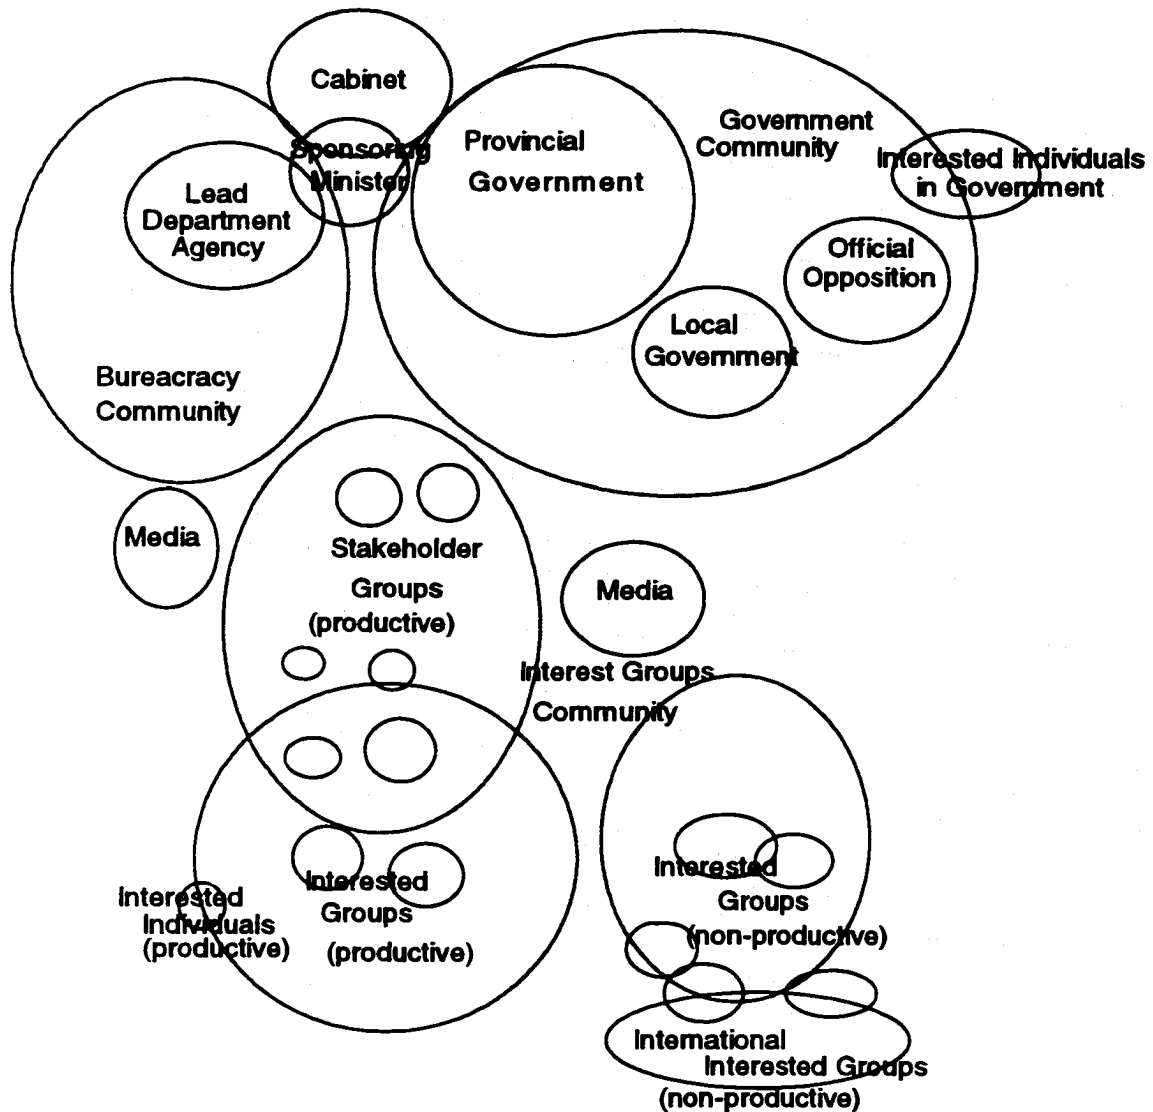 Cabinet
Sponsoring
Minister
Lead
Department
Agency
Bureacracy
Community
Provincial
Government
Government
Community
Interested Individuals
in Government
Official
Opposition
Local
Government
Media
Stakeholder
Groups
(productive)
Media
Interest Groups
Community
Interested
Individuals
(productive)
Interested
Groups
(productive)
Interested
Groups
(non-productive)
International
Interested Groups
(non-productive)